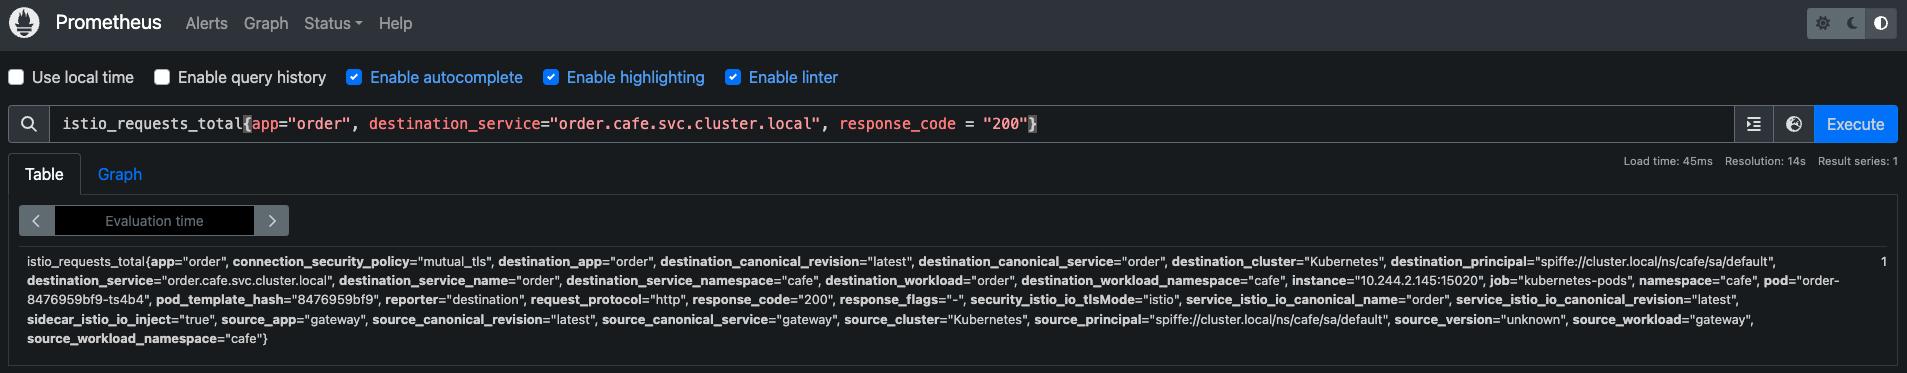 Prometheus Alerts Graph Status Help
Use local time Enable query history Enable autocomplete Enable highlighting Enable linter
istio_requests_total{app="order", destination_service="order.cafe.svc.cluster.local", response_code = "200"}
Execute
Load time: 45ms Resolution: 14s Result series: 1
Table Graph
Evaluation time
istio_requests_total{app="order", connection_security_policy="mutual_tls", destination_app="order", destination_canonical_revision="latest", destination_canonical_service="order", destination_cluster="Kubernetes", destination_principal="spiffe://cluster.local/ns/cafe/sa/default", 1
destination_service="order.cafe.svc.cluster.local", destination_service_name="order", destination_service_namespace="cafe", destination_workload="order", destination_workload_namespace="cafe", instance="10.244.2.145:15020", job="kubernetes-pods", namespace="cafe", pod="order-
8476959bf9-ts4b4", pod_template_hash="8476959bf9", reporter="destination", request_protocol="http", response_code="200", response_flags="-", security_istio_io_tlsMode="istio", service_istio_io_canonical_name="order", service_istio_io_canonical_revision="latest",
sidecar_istio_io_inject="true", source_app="gateway", source_canonical_revision="latest", source_canonical_service="gateway", source_cluster="Kubernetes", source_principal="spiffe://cluster.local/ns/cafe/sa/default", source_version="unknown", source_workload="gateway",
source_workload_namespace="cafe"}